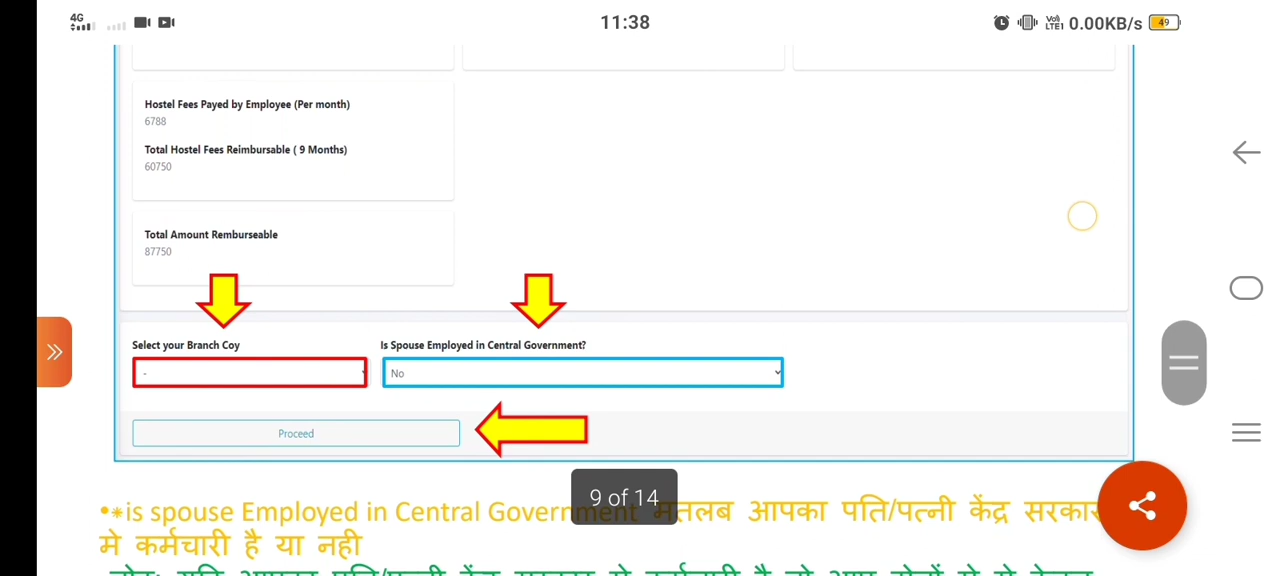 4G
11:38
Vo)
LTE1 0.00KB/s 49
Hostel Fees Payed by Employee (Per month)
6788
Total Hostel Fees Reimbursable ( 9 Months)
60750
Total Amount Remburseable
87750
Select your Branch Coy
Is Spouse Employed in Central Government?
-
No
Proceed
9 of 14
•*is spouse Employed in Central Government मतलब आपका पति/पत्नी केंद्र सरकार
मे कर्मचारी है या नही